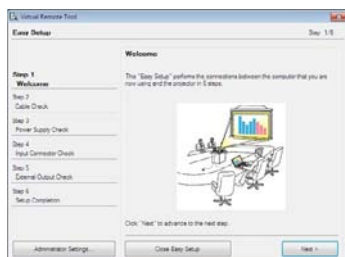 Virtual Remote Tool
Easy Setup
Step 1/6
Welcome
Step 1
Welcome
This "Easy Setup" performs the connections between the computer that you are
now using and the projector in 6 steps.
Step 2
Cable Check
Step 3
Power Supply Check
Step 4
Input Connector Check
Step 5
External Output Check
Step 6
Setup Completion
Click "Next" to advance to the next step.
Administrator Settings...
Close Easy Setup
Next >